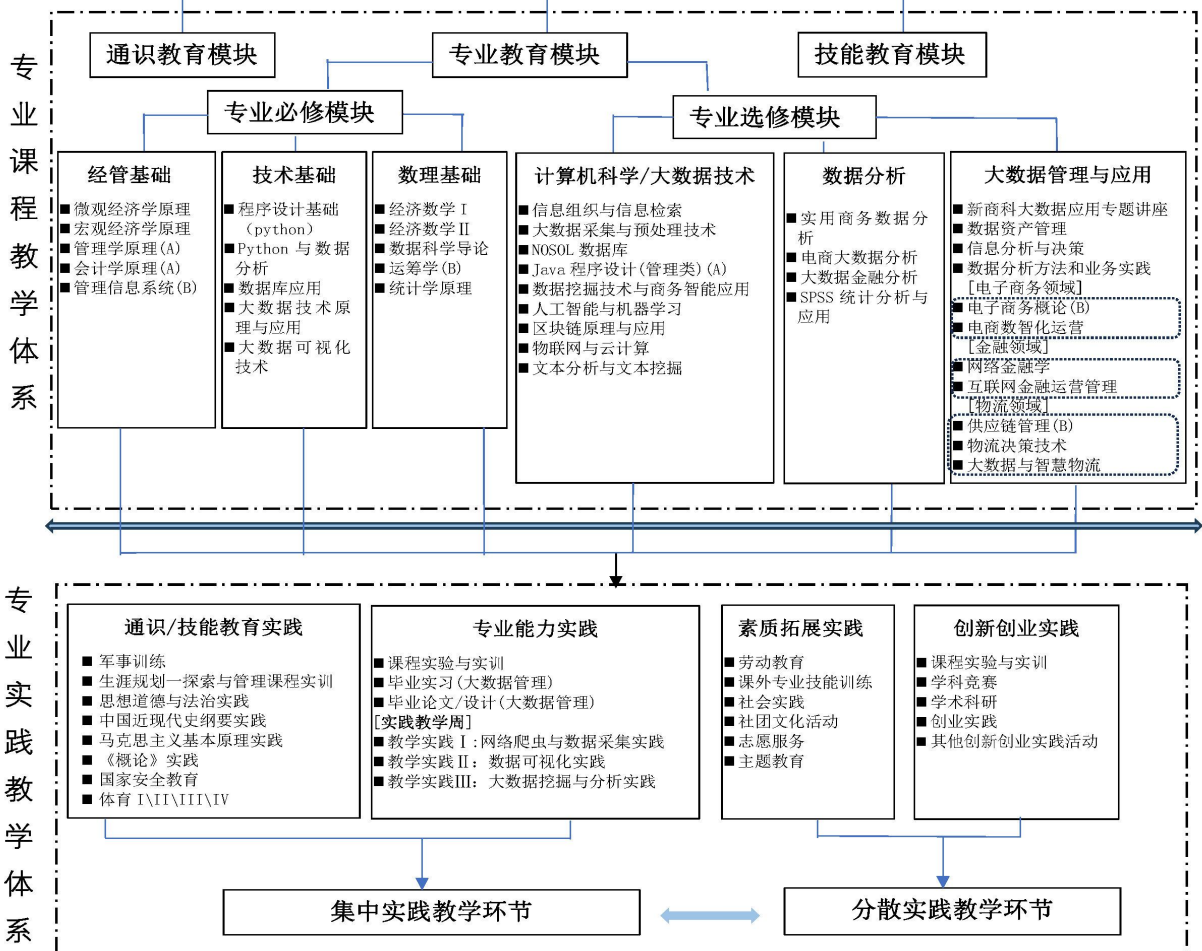 专业课程教学体系
通识教育模块
专业教育模块
技能教育模块
专业必修模块
专业选修模块
经管基础
■微观经济学原理
■宏观经济学原理
■管理学原理(A)
■会计学原理(A)
■管理信息系统(B)
技术基础
■程序设计基础
（python）
■Python 与数据
分析
■数据库应用
■大数据技术原
理与应用
■大数据可视化
技术
数理基础
■经济数学Ⅰ
■经济数学Ⅱ
■数据科学导论
■运筹学(B)
■统计学原理
计算机科学/大数据技术
■信息组织与信息检索
■大数据采集与预处理技术
■NOSOL 数据库
■Java 程序设计(管理类)(A)
■数据挖掘技术与商务智能应用
■人工智能与机器学习
■区块链原理与应用
■物联网与云计算
■文本分析与文本挖掘
数据分析
■实用商务数据分
析
■电商大数据分析
■大数据金融分析
■SPSS 统计分析与
应用
大数据管理与应用
■新商科大数据应用专题讲座
■数据资产管理
■信息分析与决策
■数据分析方法和业务实践
[电子商务领域]
■电子商务概论(B)
■电商数智化运营
[金融领域]
■网络金融学
■互联网金融运营管理
[物流领域]
■供应链管理(B)
■物流决策技术
■大数据与智慧物流
专业实践教学体系
通识/技能教育实践
■军事训练
■生涯规划一探索与管理课程实训
■思想道德与法治实践
■中国近现代史纲要实践
■马克思主义基本原理实践
■《概论》实践
■国家安全教育
■体育 I\II\III\IV
专业能力实践
■课程实验与实训
■毕业实习(大数据管理)
■毕业论文/设计(大数据管理)
[实践教学周]
■教学实践Ⅰ:网络爬虫与数据采集实践
■教学实践Ⅱ：数据可视化实践
■教学实践Ⅲ：大数据挖掘与分析实践
素质拓展实践
■劳动教育
■课外专业技能训练
■社会实践
■社团文化活动
■志愿服务
■主题教育
创新创业实践
■课程实验与实训
■学科竞赛
■学术科研
■创业实践
■其他创新创业实践活动
集中实践教学环节
分散实践教学环节